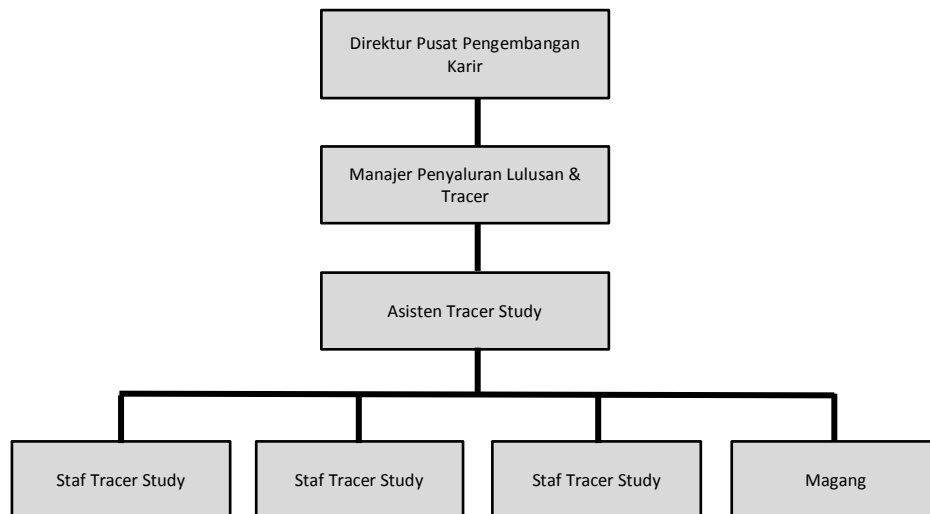 Direktur Pusat Pengembangan
Karir
Manajer Penyaluran Lulusan &
Tracer
Asisten Tracer Study
Staf Tracer Study
Staf Tracer Study
Staf Tracer Study
Magang